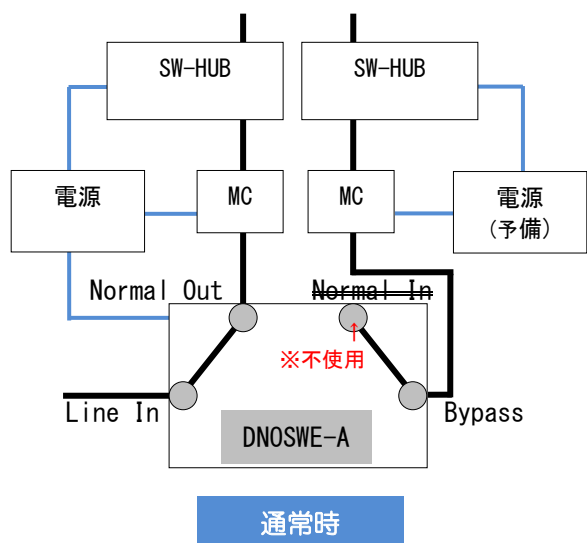 SW-HUB
SW-HUB
電源
MC
MC
電源
(予備)
Normal Out
Normal In
↑
※不使用
Line In
Bypass
DNOSWE-A
通常時